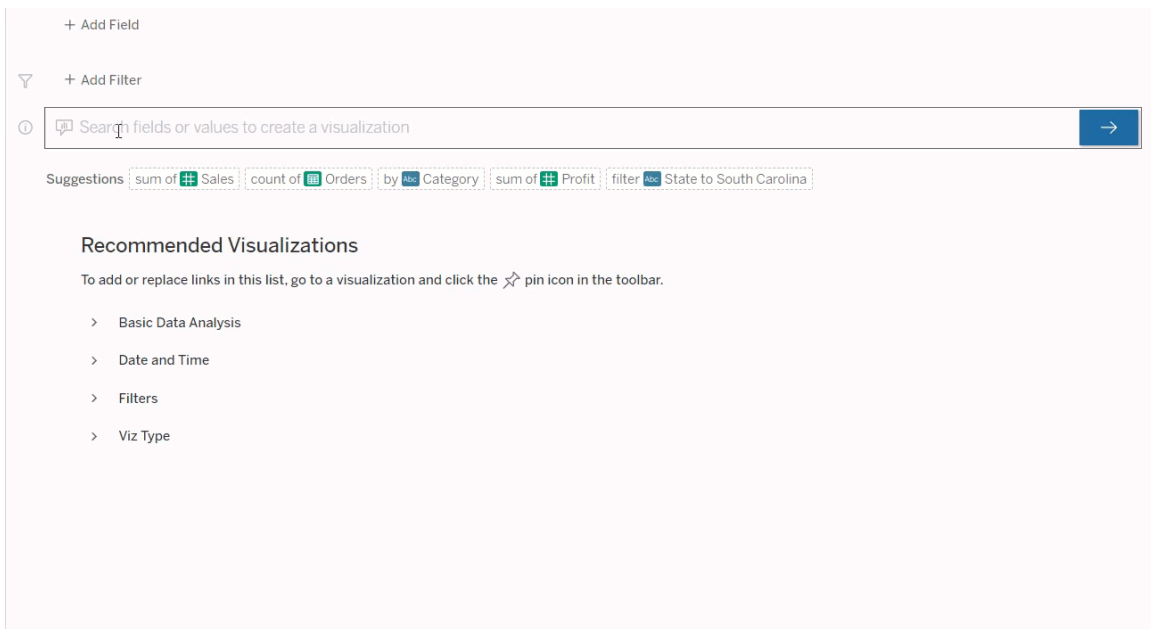 + Add Field
+ Add Filter
Search fields or values to create a visualization
Suggestions sum of # Sales count of Orders by Abc Category sum of # Profit filter Abc State to South Carolina
Recommended Visualizations
To add or replace links in this list, go to a visualization and click the pin icon in the toolbar.
> Basic Data Analysis
> Date and Time
> Filters
> Viz Type